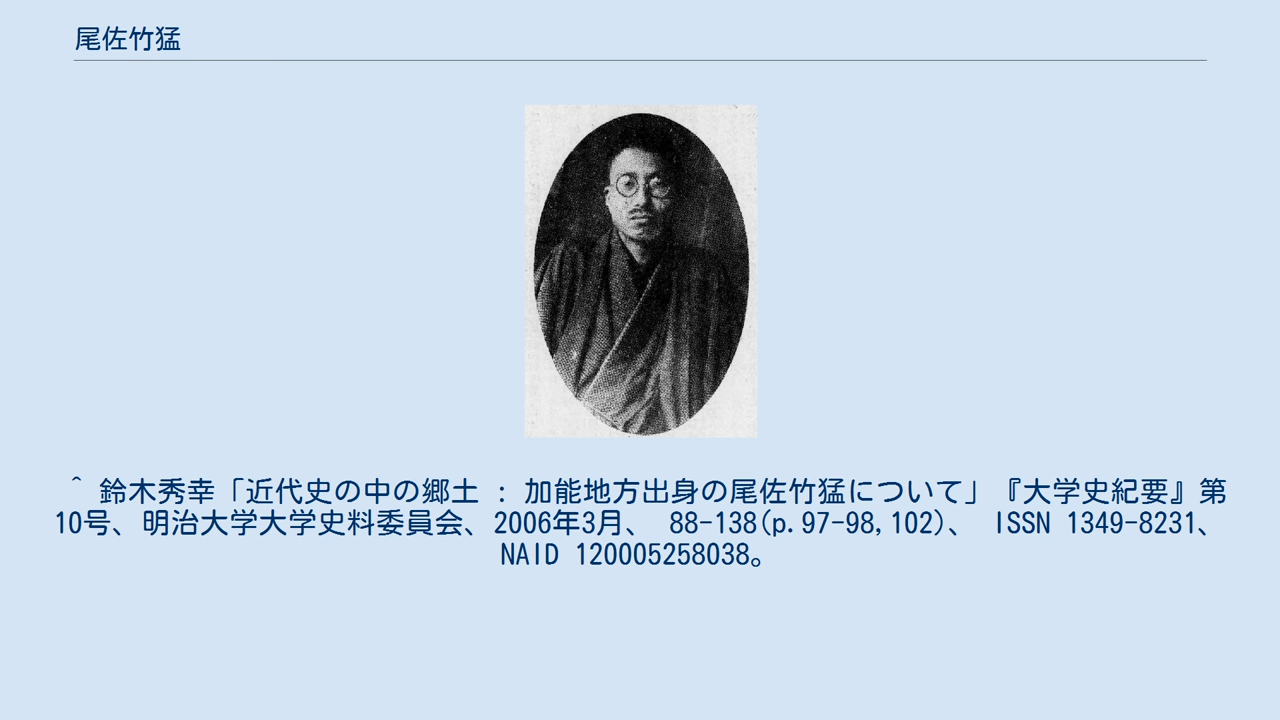 尾佐竹猛
^ 鈴木秀幸「近代史の中の郷土 : 加能地方出身の尾佐竹猛について」『大学史紀要』第
10号、明治大学大学史料委員会、2006年3月、 88-138(p.97-98,102)、 ISSN 1349-8231、
NAID 120005258038。